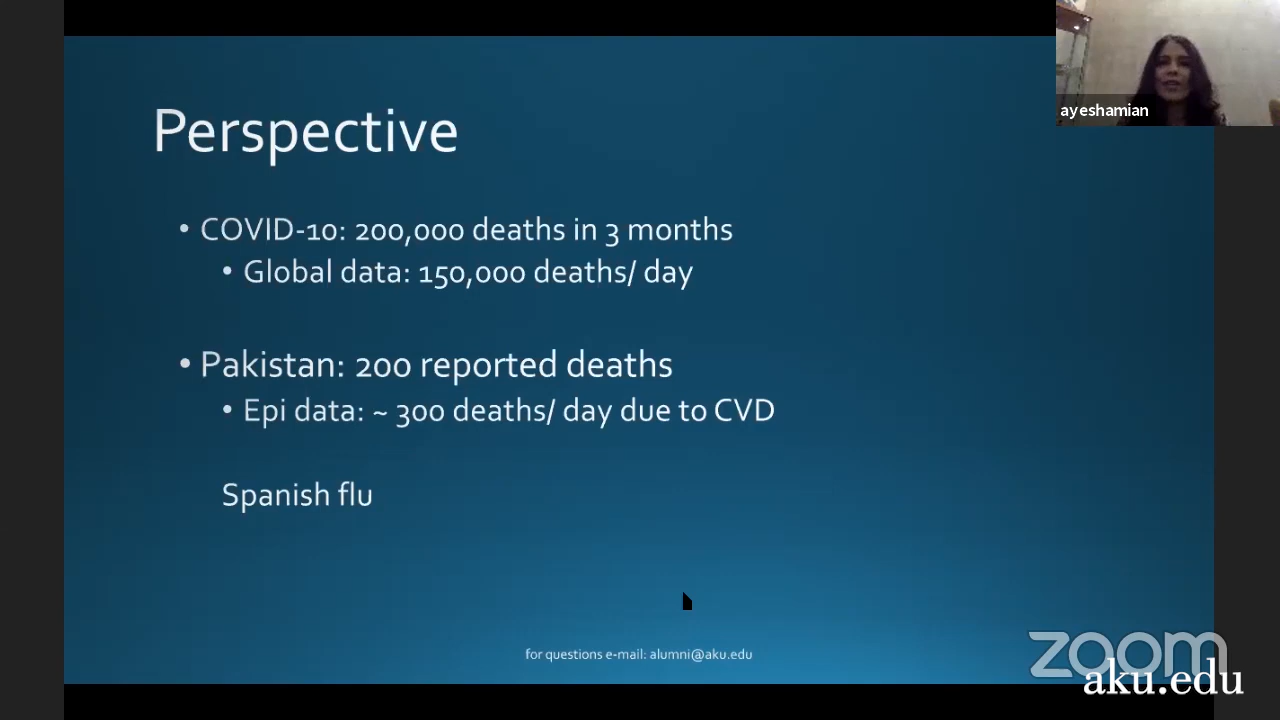 ayeshamian
Perspective
• COVID-10: 200,000 deaths in 3 months
• Global data: 150,000 deaths/ day
• Pakistan: 200 reported deaths
• Epi data: ~ 300 deaths/ day due to CVD
Spanish flu
for questions e-mail: alumni@aku.edu
zoom
aku.edu